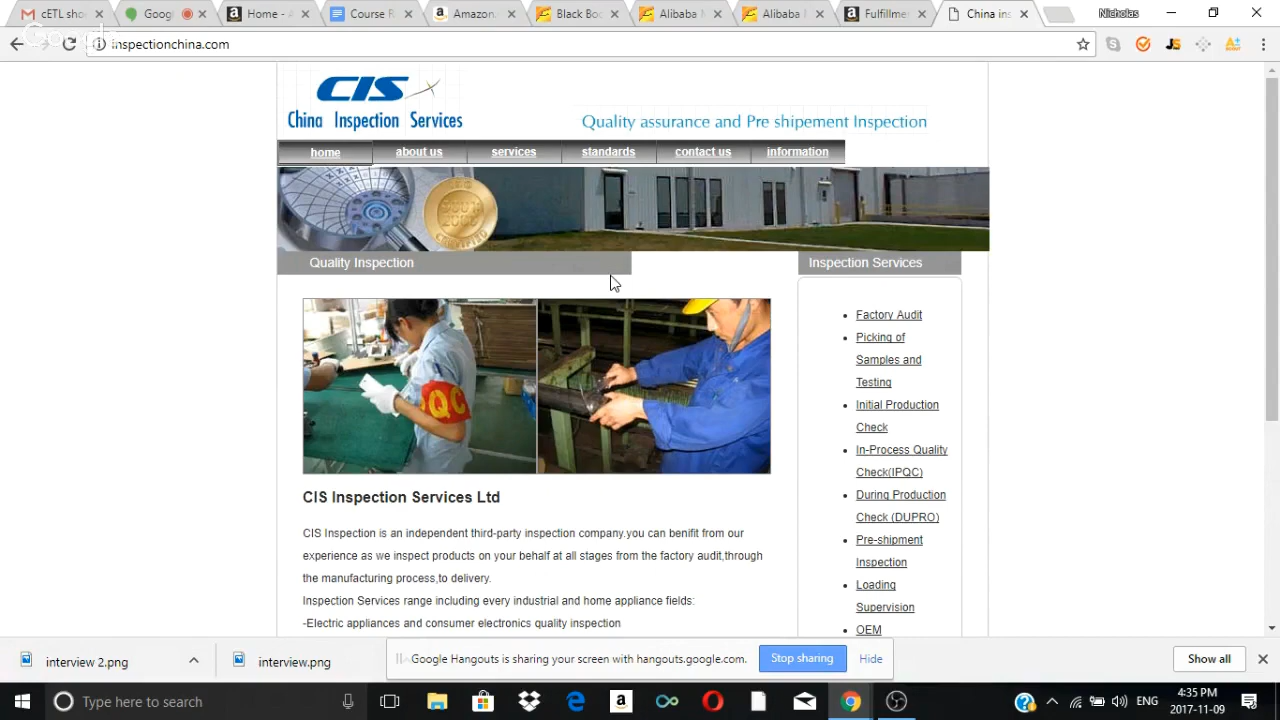 cETL sho
Google
Home - A
Course R
Amazon
Black Bo
Alibaba M
Alibaba M
Fulfillmer
China ins
Nicholas
inspectionchina.com
CIS
China Inspection Services
Quality assurance and Pre shipement Inspection
home
about us
services
standards
contact us
information
Quality Inspection
Inspection Services
QC
Factory Audit
Picking of
Samples and
Testing
Initial Production
Check
In-Process Quality
Check(IPQC)
During Production
Check (DUPRO)
Pre-shipment
Inspection
Loading
Supervision
OEM
CIS Inspection Services Ltd
CIS Inspection is an independent third-party inspection company.you can benifit from our
experience as we inspect products on your behalf at all stages from the factory audit,through
the manufacturing process,to delivery.
Inspection Services range including every industrial and home appliance fields:
-Electric appliances and consumer electronics quality inspection
interview 2.png
interview.png
Google Hangouts is sharing your screen with hangouts.google.com.
Stop sharing
Hide
Show all
Type here to search
ENG
4:35 PM
2017-11-09